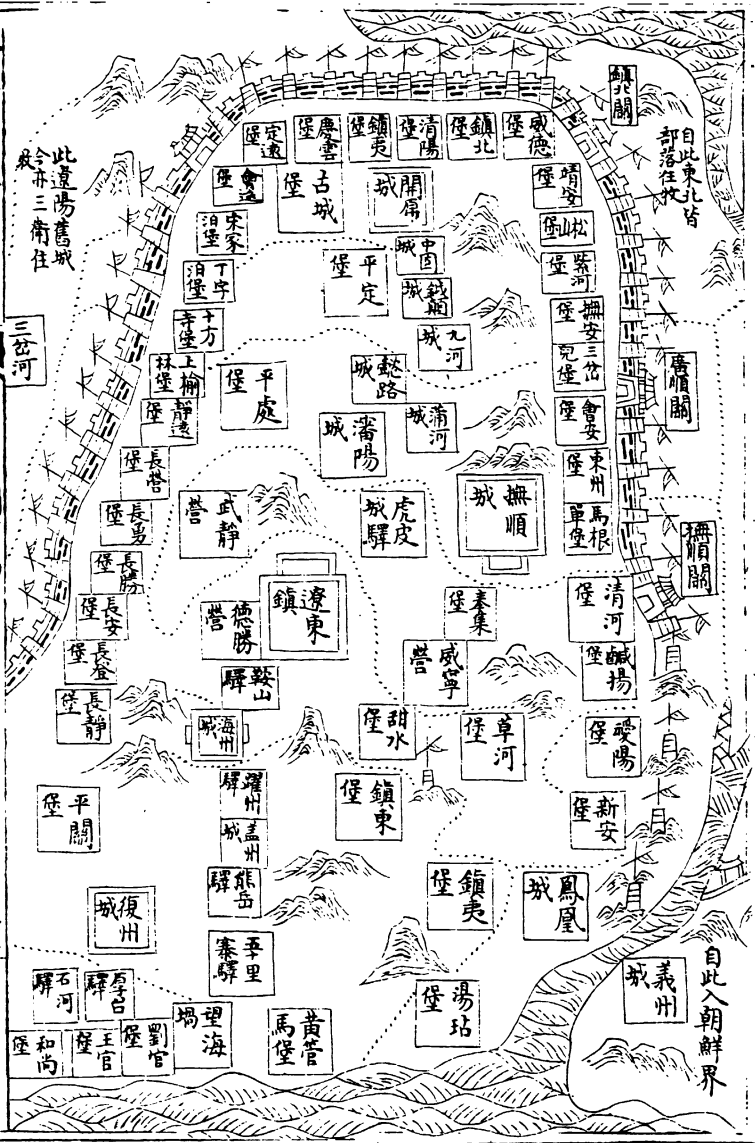 鎮北關
自此東北皆
部落住牧
威德堡
鎮北堡
清陽堡
鎮夷堡
慶雲堡
定遠堡
靖安堡
開原城
古城堡
會遠堡
松山堡
宋家泊堡
中固城
紫河堡
平定堡
丁字泊堡
鐵嶺城
撫安堡
十方寺堡
三岔兒堡
九河城
懿路城
上榆林堡
平處堡
廣順關
會安堡
蒲河城
瀋陽城
靜遠堡
東州堡
長營堡
馬根單堡
撫順城
虎皮驛城
武靜營
長勇堡
撫順關
長勝堡
清河堡
奉集堡
遼東鎮
德勝營
長安堡
鹹揚堡
威寧營
鞍山驛
長登堡
靉陽堡
草河堡
甜水堡
海州城
長靜堡
新安堡
鎮東堡
躍州驛
盖州城
平關堡
鳳凰城
鎮夷堡
熊岳驛
復州城
五里寨驛
自此入朝鮮界
義州城
湯站堡
黃管馬堡
望海堝
石河驛
劉官堡
王官堡
和尚堡
此遼陽舊城
今亦三衛住
牧
三岔河